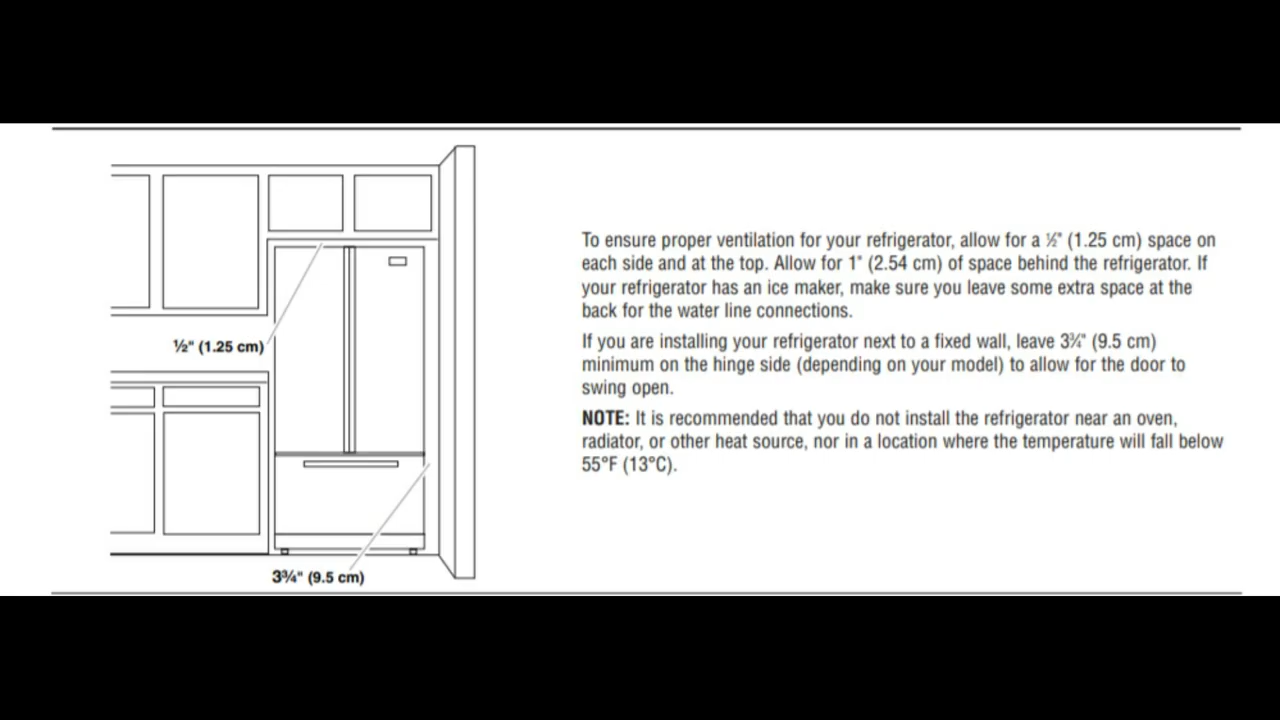 ½" (1.25 cm)
3¾" (9.5 cm)
To ensure proper ventilation for your refrigerator, allow for a ½" (1.25 cm) space on
each side and at the top. Allow for 1" (2.54 cm) of space behind the refrigerator. If
your refrigerator has an ice maker, make sure you leave some extra space at the
back for the water line connections.
If you are installing your refrigerator next to a fixed wall, leave 3¾" (9.5 cm)
minimum on the hinge side (depending on your model) to allow for the door to
swing open.
NOTE: It is recommended that you do not install the refrigerator near an oven,
radiator, or other heat source, nor in a location where the temperature will fall below
55°F (13°C).